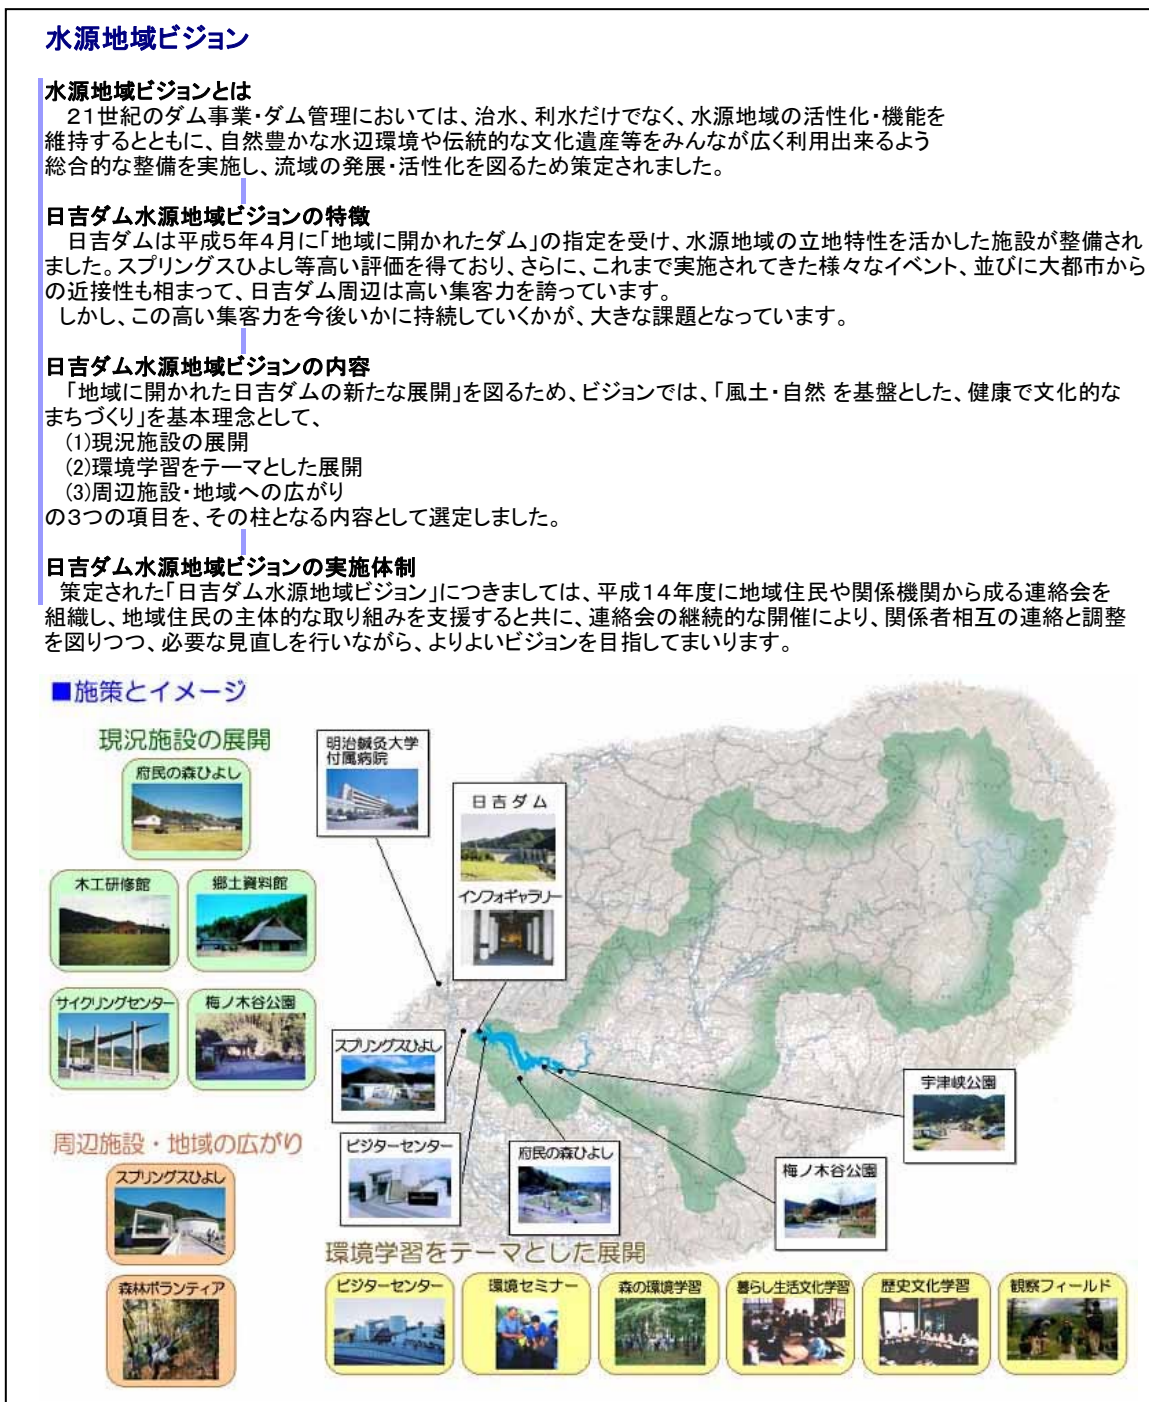 水源地域ビジョン
水源地域ビジョンとは
２１世紀のダム事業・ダム管理においては、治水、利水だけでなく、水源地域の活性化・機能を
維持するとともに、自然豊かな水辺環境や伝統的な文化遺産等をみんなが広く利用出来るよう
総合的な整備を実施し、流域の発展・活性化を図るため策定されました。
日吉ダム水源地域ビジョンの特徴
日吉ダムは平成５年４月に「地域に開かれたダム」の指定を受け、水源地域の立地特性を活かした施設が整備され
ました。スプリングスひよし等高い評価を得ており、さらに、これまで実施されてきた様々なイベント、並びに大都市から
の近接性も相まって、日吉ダム周辺は高い集客力を誇っています。
しかし、この高い集客力を今後いかに持続していくかが、大きな課題となっています。
日吉ダム水源地域ビジョンの内容
「地域に開かれた日吉ダムの新たな展開」を図るため、ビジョンでは、「風土・自然 を基盤とした、健康で文化的な
まちづくり」を基本理念として、
(1)現況施設の展開
(2)環境学習をテーマとした展開
(3)周辺施設・地域への広がり
の３つの項目を、その柱となる内容として選定しました。
日吉ダム水源地域ビジョンの実施体制
策定された「日吉ダム水源地域ビジョン」につきましては、平成１４年度に地域住民や関係機関から成る連絡会を
組織し、地域住民の主体的な取り組みを支援すると共に、連絡会の継続的な開催により、関係者相互の連絡と調整
を図りつつ、必要な見直しを行いながら、よりよいビジョンを目指してまいります。
■施策とイメージ
現況施設の展開
府民の森ひよし
木工研修館
郷土資料館
サイクリングセンター
梅ノ木谷公園
周辺施設・地域の広がり
スプリングスひよし
森林ボランティア
明治鍼灸大学
付属病院
日吉ダム
インフォギャラリー
スプリングスひよし
ビジターセンター
府民の森ひよし
梅ノ木谷公園
宇津峡公園
環境学習をテーマとした展開
ビジターセンター
環境セミナー
森の環境学習
暮らし生活文化学習
歴史文化学習
観察フィールド